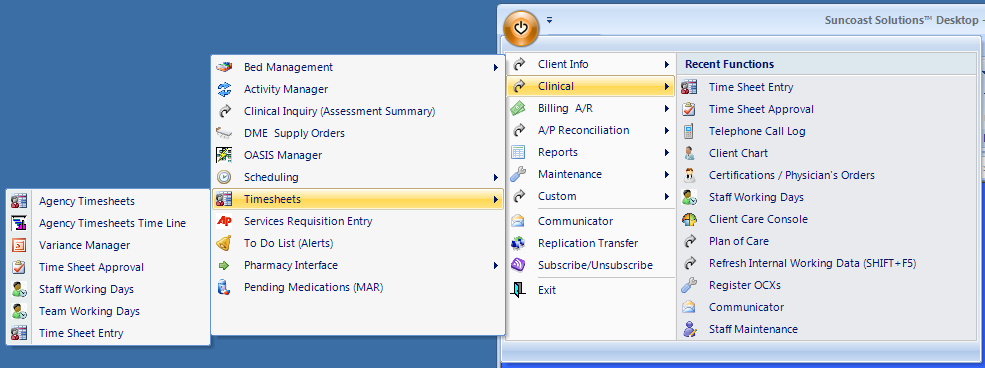 Suncoast Solutions™ Desktop -
Client Info
Clinical
Billing A/R
A/P Reconciliation
Reports
Maintenance
Custom
Communicator
Replication Transfer
Subscribe/Unsubscribe
Exit
Recent Functions
Time Sheet Entry
Time Sheet Approval
Telephone Call Log
Client Chart
Certifications / Physician's Orders
Staff Working Days
Client Care Console
Plan of Care
Refresh Internal Working Data (SHIFT+F5)
Register OCXs
Communicator
Staff Maintenance
Bed Management
Activity Manager
Clinical Inquiry (Assessment Summary)
DME Supply Orders
OASIS Manager
Scheduling
Timesheets
AP Services Requisition Entry
To Do List (Alerts)
Pharmacy Interface
Pending Medications (MAR)
Agency Timesheets
Agency Timesheets Time Line
Variance Manager
Time Sheet Approval
Staff Working Days
Team Working Days
Time Sheet Entry